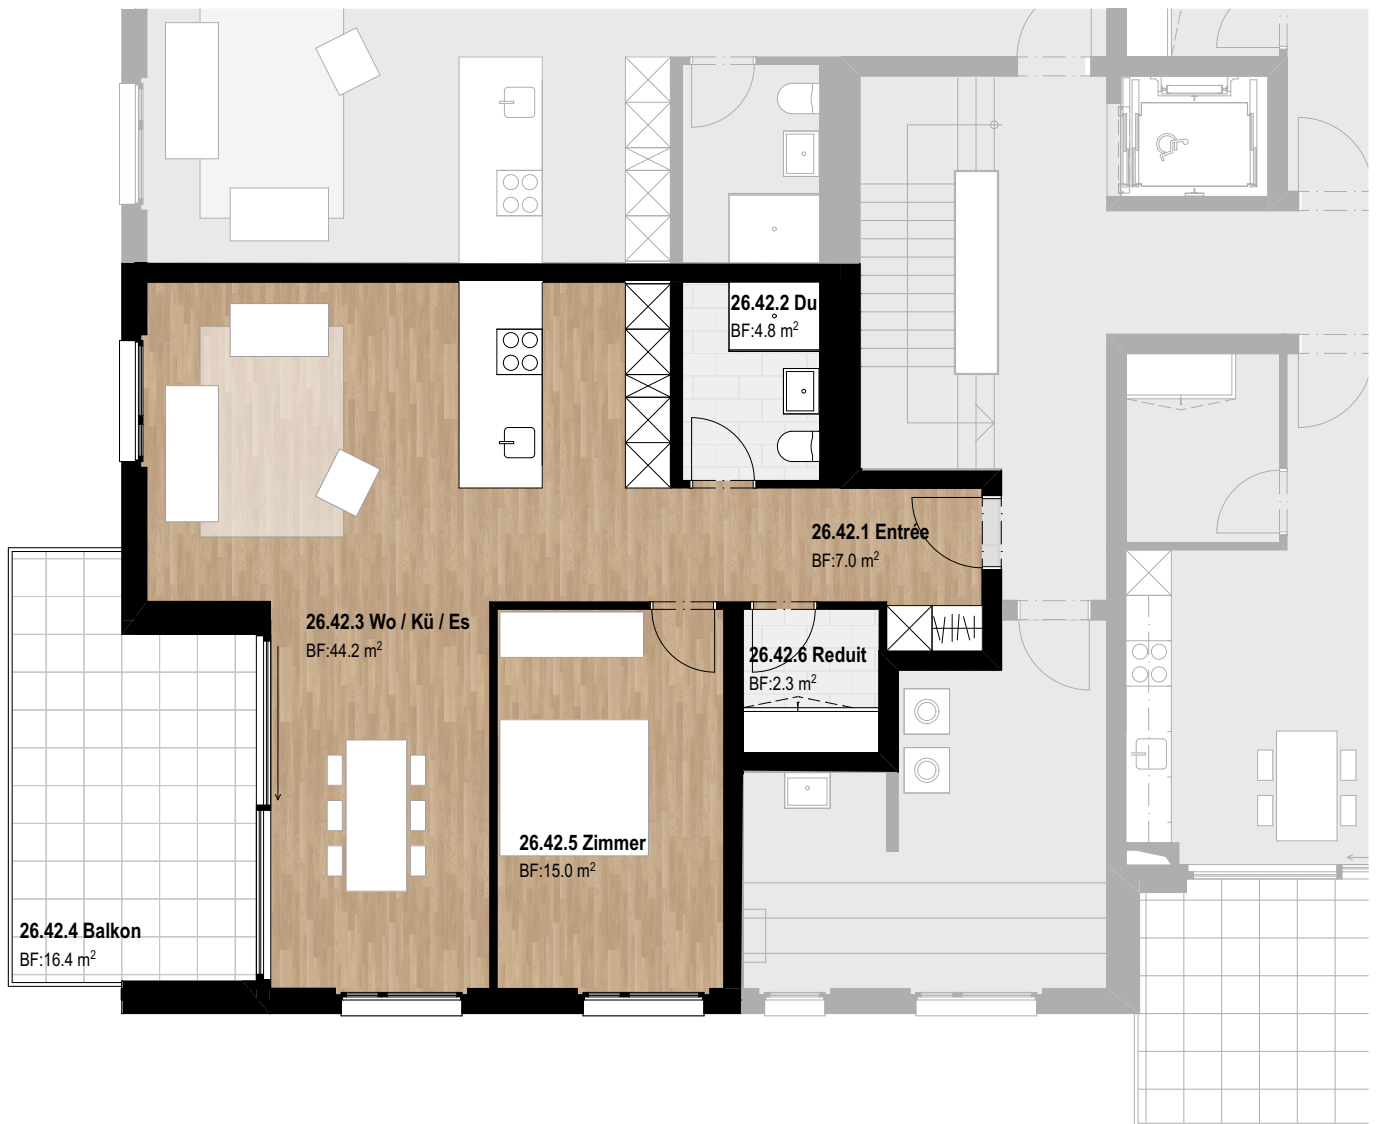 26.42.2 Du
BF:4.8 m²
26.42.1 Entrée
BF:7.0 m²
26.42.3 Wo / Kü / Es
BF:44.2 m²
26.42.6 Reduit
BF:2.3 m²
26.42.5 Zimmer
BF:15.0 m²
26.42.4 Balkon
BF:16.4 m²